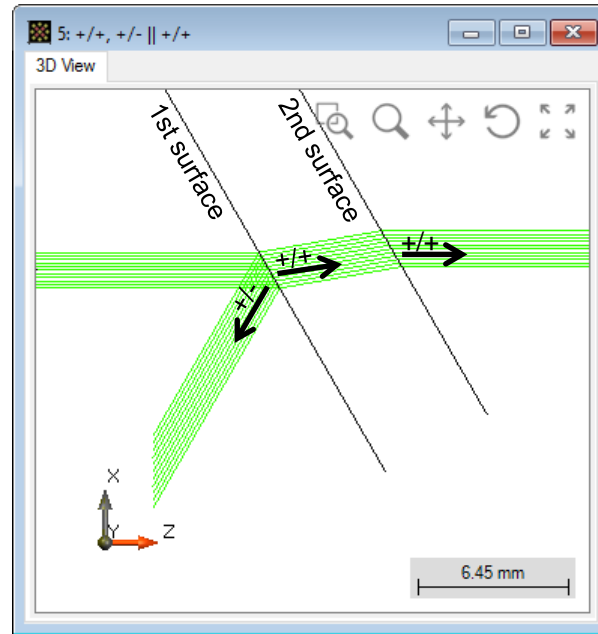 5: +/+, +/- || +/+
3D View
1st surface
2nd surface
+/+
+/+
+/-
X
Y
Z
6.45 mm